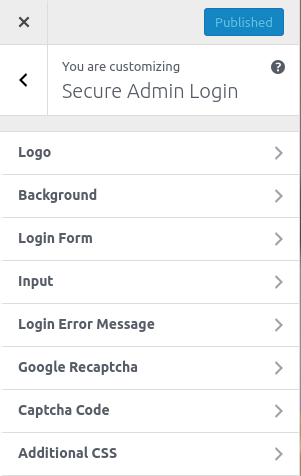 Published
You are customizing
Secure Admin Login
Logo
Background
Login Form
Input
Login Error Message
Google Recaptcha
Captcha Code
Additional CSS